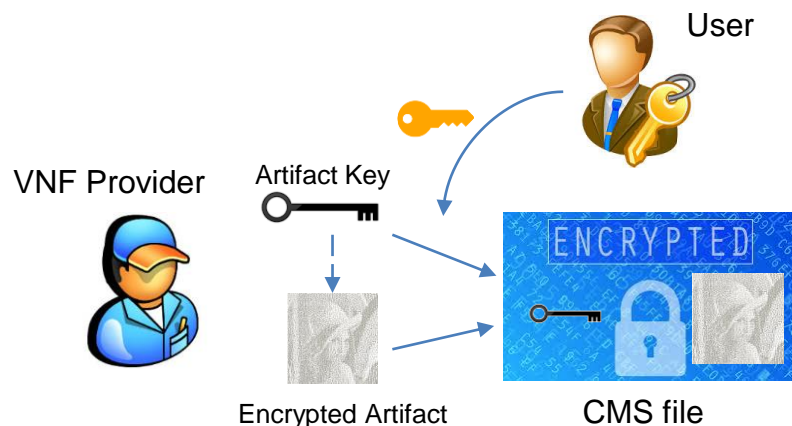 User
VNF Provider
Artifact Key
ENCRYPTED
Encrypted Artifact
CMS file